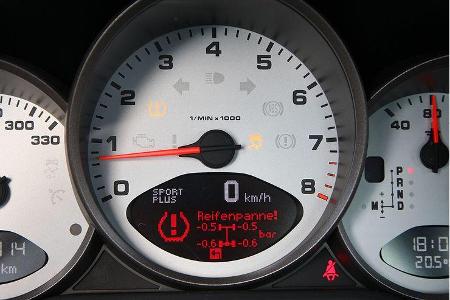 4 5
3 6
2 7
1 8
0
1/MIN x 1000
300
330
SPORT PLUS
0 km/h
Reifenpanne!
-0.5 -0.5
bar
-0.6 -0.6
014
km
40 80
P
R
N
M D
18:0
20.5°